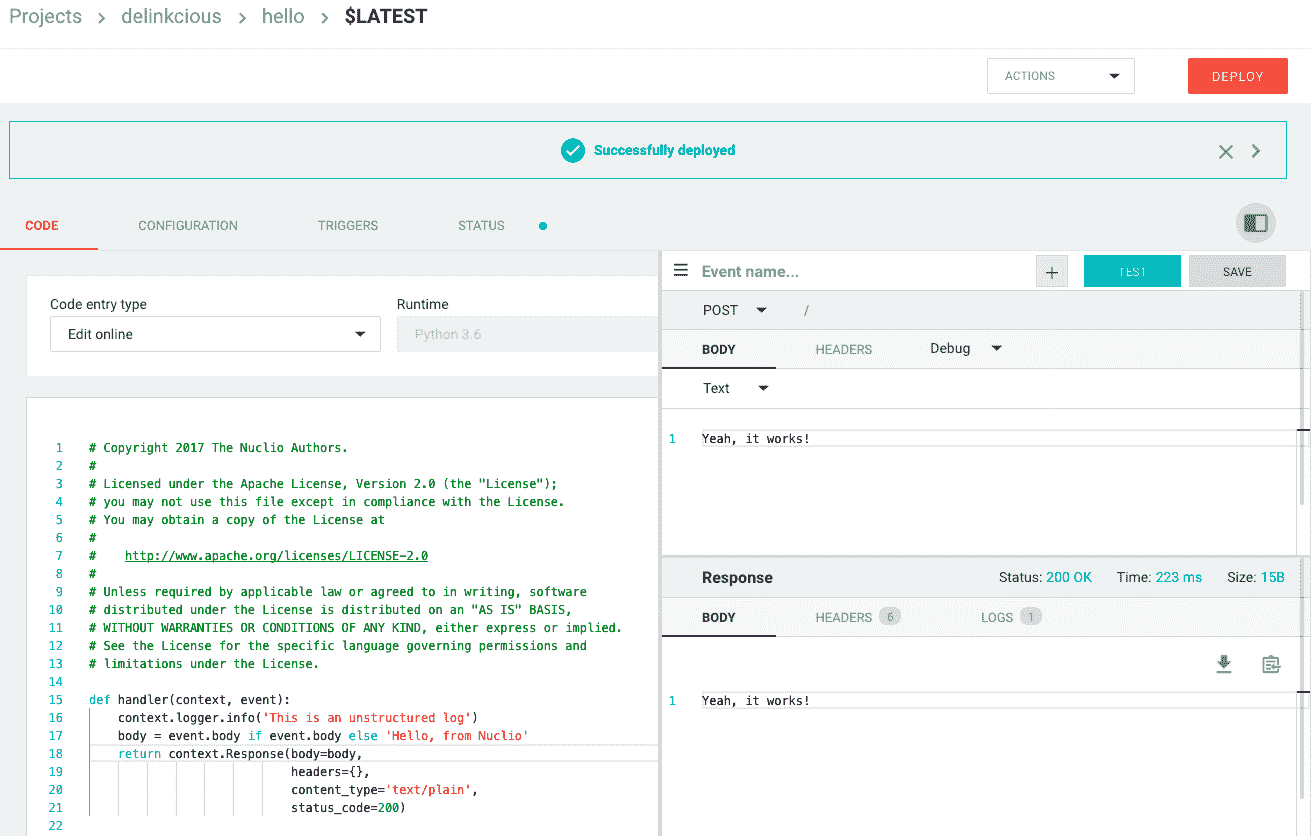 Projects > delinkcious > hello > $LATEST
ACTIONS
DEPLOY
Successfully deployed
CODE CONFIGURATION TRIGGERS STATUS
Code entry type
Edit online
Runtime
Python 3.6
1 # Copyright 2017 The Nuclio Authors.
2 #
3 # Licensed under the Apache License, Version 2.0 (the "License");
4 # you may not use this file except in compliance with the License.
5 # You may obtain a copy of the License at
6 #
7 #    http://www.apache.org/licenses/LICENSE-2.0
8 #
9 # Unless required by applicable law or agreed to in writing, software
10 # distributed under the License is distributed on an "AS IS" BASIS,
11 # WITHOUT WARRANTIES OR CONDITIONS OF ANY KIND, either express or implied.
12 # See the License for the specific language governing permissions and
13 # limitations under the License.
14
15 def handler(context, event):
16     context.logger.info('This is an unstructured log')
17     body = event.body if event.body else 'Hello, from Nuclio'
18     return context.Response(body=body,
19                             headers={},
20                             content_type='text/plain',
21                             status_code=200)
22
Event name...
+
TEST
SAVE
POST /
BODY HEADERS Debug
Text
1 Yeah, it works!
Response Status: 200 OK Time: 223 ms Size: 15B
BODY HEADERS 6 LOGS 1
1 Yeah, it works!